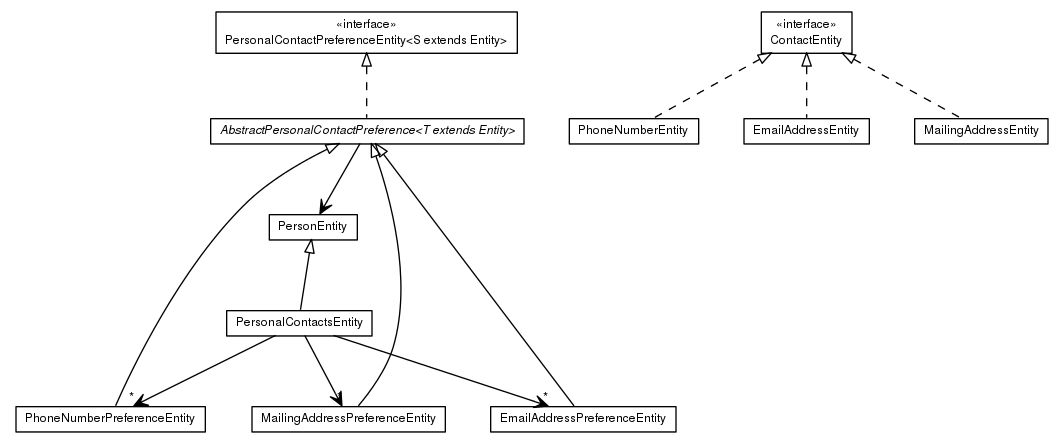 «interface»
PersonalContactPreferenceEntity<S extends Entity>
«interface»
ContactEntity
AbstractPersonalContactPreference<T extends Entity>
PhoneNumberEntity
EmailAddressEntity
MailingAddressEntity
PersonEntity
PersonalContactsEntity
*
*
*
PhoneNumberPreferenceEntity
MailingAddressPreferenceEntity
EmailAddressPreferenceEntity